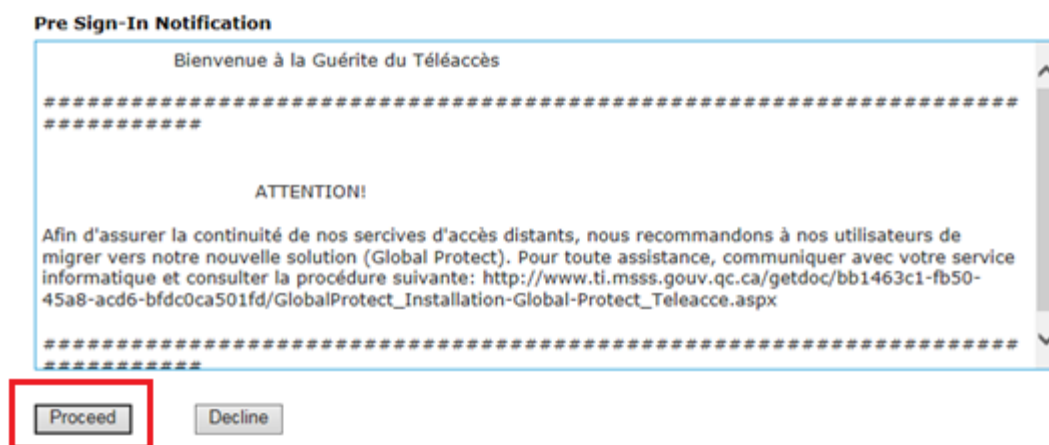 Pre Sign-In Notification
Bienvenue à la Guérite du Téléaccès
###################################################################
###########
ATTENTION!
Afin d'assurer la continuité de nos sercives d'accès distants, nous recommandons à nos utilisateurs de
migrer vers notre nouvelle solution (Global Protect). Pour toute assistance, communiquer avec votre service
informatique et consulter la procédure suivante: http://www.ti.msss.gouv.qc.ca/getdoc/bb1463c1-fb50-
45a8-acd6-bfdc0ca501fd/GlobalProtect_Installation-Global-Protect_Teleacce.aspx
###################################################################
###########
Proceed Decline